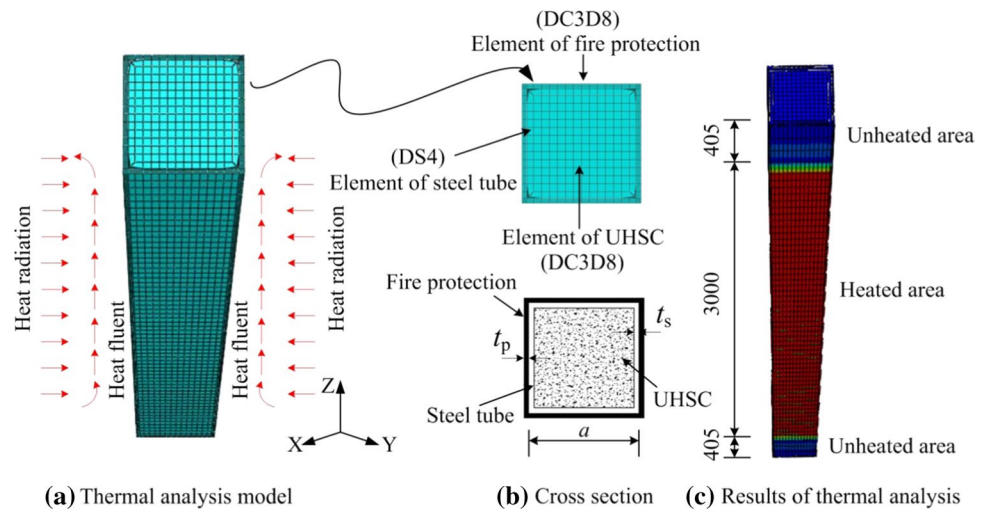 Heat radiation
Heat fluent
Heat fluent
Heat radiation
Z
X
Y
(a) Thermal analysis model
(DC3D8)
Element of fire protection
(DS4)
Element of steel tube
Element of UHSC
(DC3D8)
Fire protection
tp
ts
Steel tube
UHSC
a
(b) Cross section
405
Unheated area
3000
Heated area
405
Unheated area
(c) Results of thermal analysis